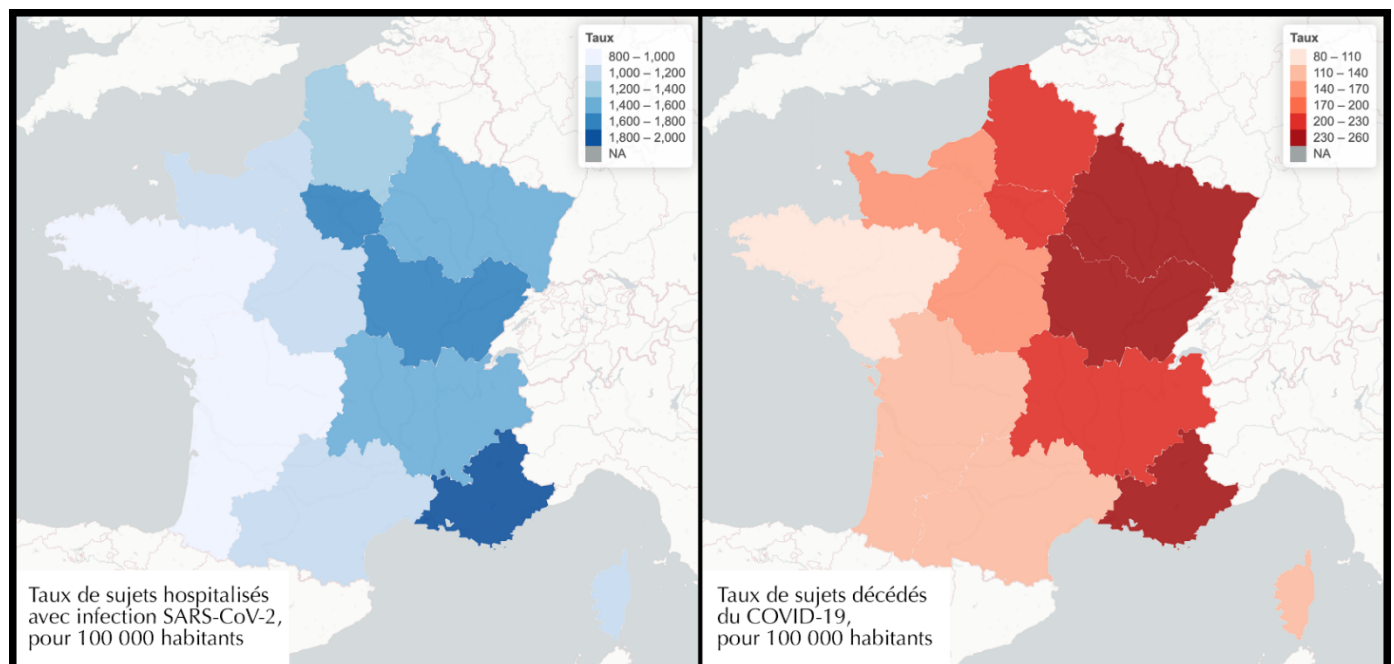 Taux
800 – 1,000
1,000 – 1,200
1,200 – 1,400
1,400 – 1,600
1,600 – 1,800
1,800 – 2,000
NA
Taux de sujets hospitalisés
avec infection SARS-CoV-2,
pour 100 000 habitants
Taux
80 – 110
110 – 140
140 – 170
170 – 200
200 – 230
230 – 260
NA
Taux de sujets décédés
du COVID-19,
pour 100 000 habitants